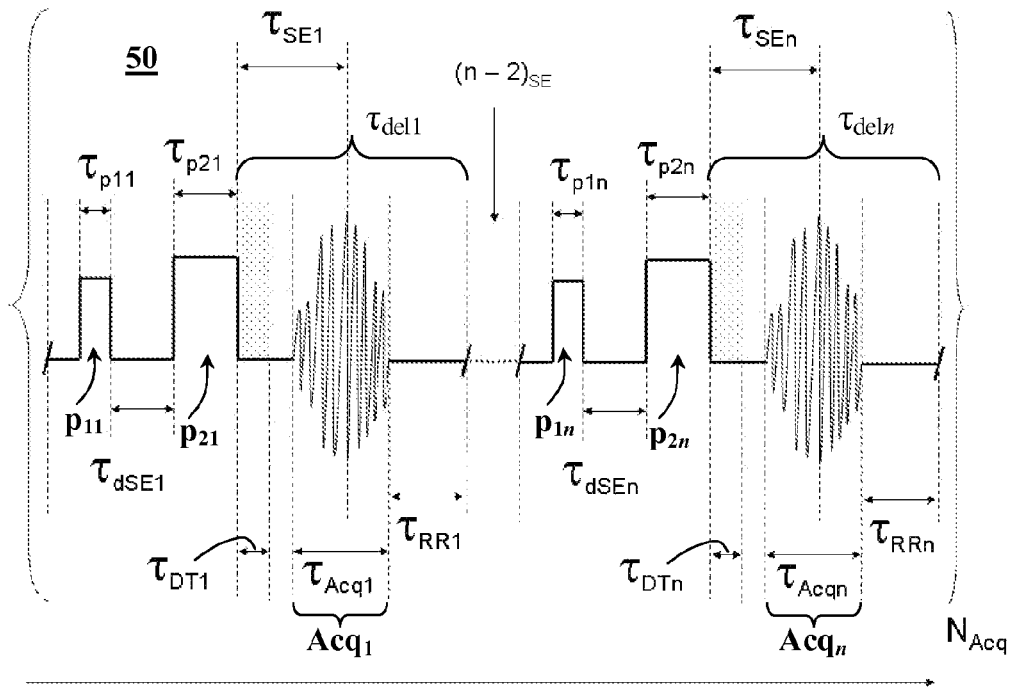 τSE1
τSEn
50
(n – 2)SE
τdel1
τdeln
τp11
τp21
τp1n
τp2n
p11
p21
p1n
p2n
τdSE1
τdSEn
τRR1
τRRn
τDT1
τAcq1
τDTn
τAcqn
Acq1
Acqn
NAcq